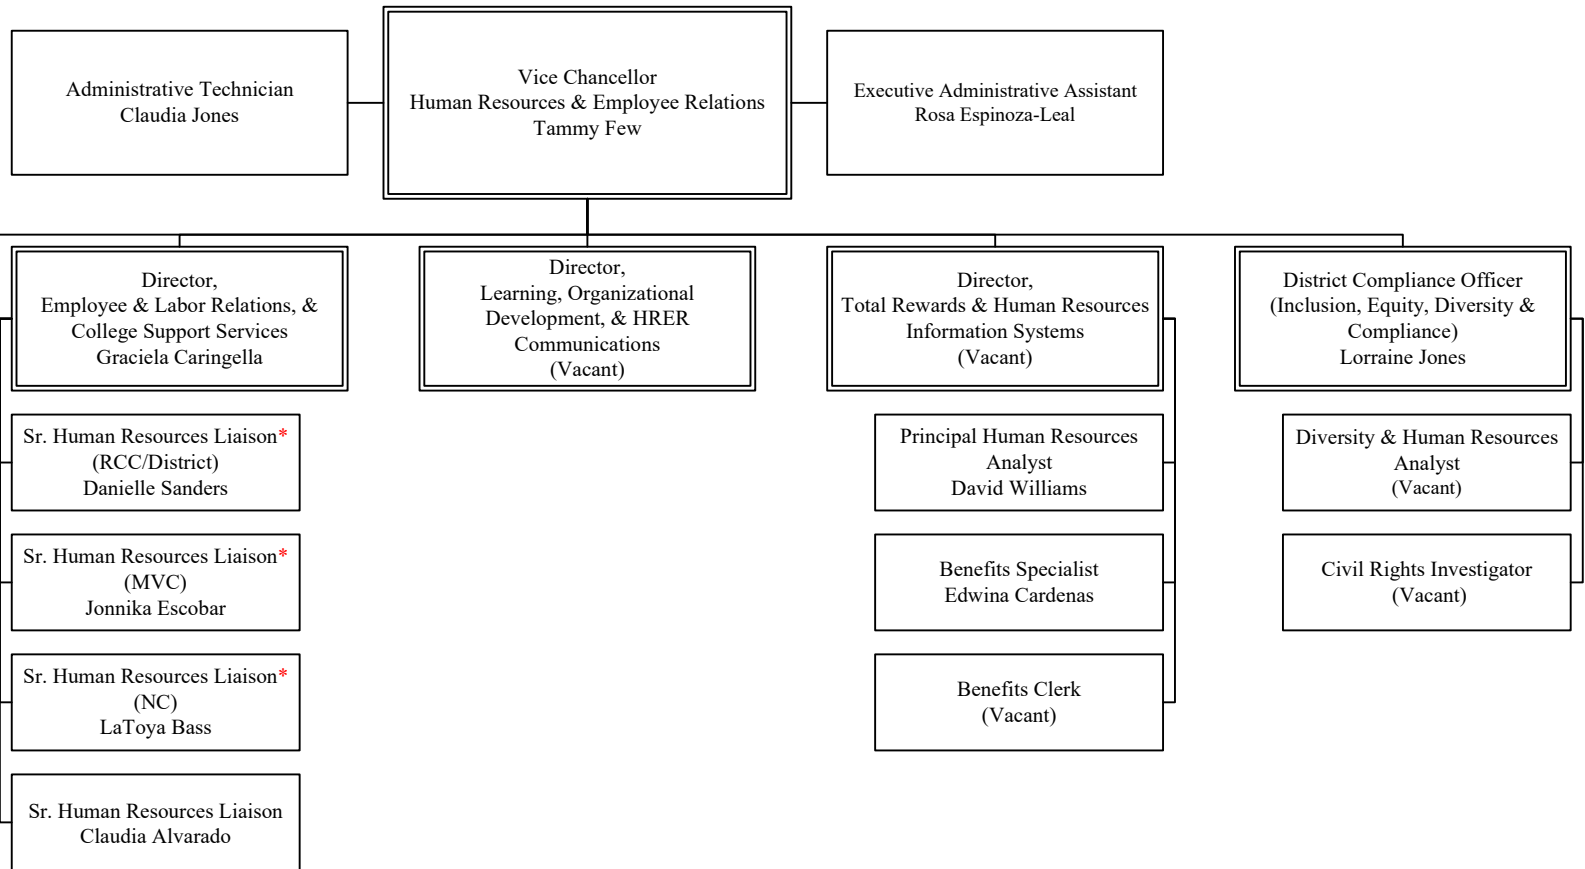 Administrative Technician
Claudia Jones
Vice Chancellor
Human Resources & Employee Relations
Tammy Few
Executive Administrative Assistant
Rosa Espinoza-Leal
Director,
Employee & Labor Relations, &
College Support Services
Graciela Caringella
Director,
Learning, Organizational
Development, & HRER
Communications
(Vacant)
Director,
Total Rewards & Human Resources
Information Systems
(Vacant)
District Compliance Officer
(Inclusion, Equity, Diversity &
Compliance)
Lorraine Jones
Sr. Human Resources Liaison*
(RCC/District)
Danielle Sanders
Sr. Human Resources Liaison*
(MVC)
Jonnika Escobar
Sr. Human Resources Liaison*
(NC)
LaToya Bass
Sr. Human Resources Liaison
Claudia Alvarado
Principal Human Resources
Analyst
David Williams
Benefits Specialist
Edwina Cardenas
Benefits Clerk
(Vacant)
Diversity & Human Resources
Analyst
(Vacant)
Civil Rights Investigator
(Vacant)